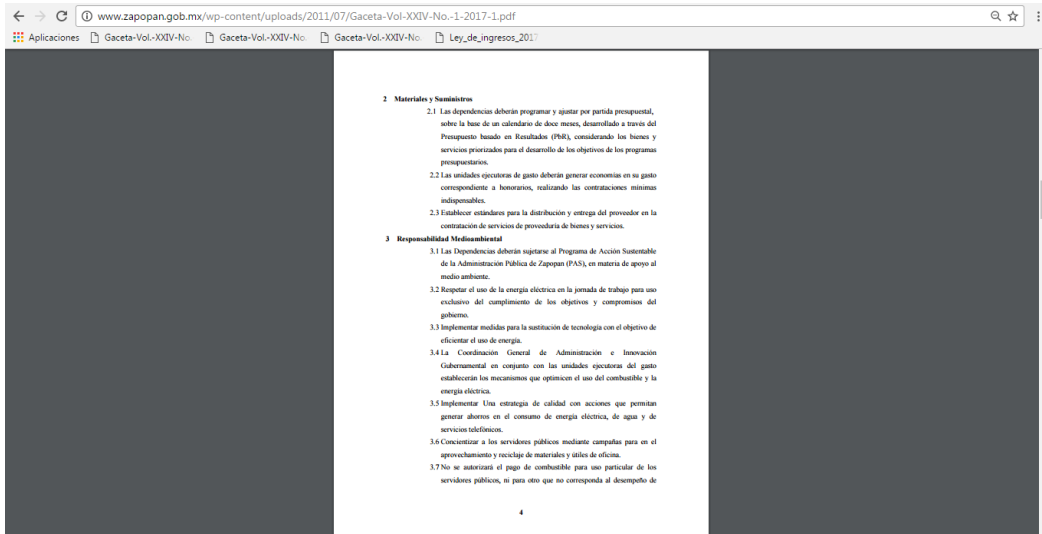 www.zapopan.gob.mx/wp-content/uploads/2011/07/Gaceta-Vol-XXIV-No.-1-2017-1.pdf
Aplicaciones Gaceta-Vol.-XXIV-No. Gaceta-Vol.-XXIV-No. Gaceta-Vol.-XXIV-No. Ley_de_ingresos_2017
2 Materiales y Suministros
2.1 Las dependencias deberán programar y ajustar por partida presupuestal,
sobre la base de un calendario de doce meses, desarrollado a través del
Presupuesto basado en Resultados (PbR), considerando los bienes y
servicios priorizados para el desarrollo de los objetivos de los programas
presupuestarios.
2.2 Las unidades ejecutoras de gasto deberán generar economías en su gasto
correspondiente a honorarios, realizando las contrataciones mínimas
indispensables.
2.3 Establecer estándares para la distribución y entrega del proveedor en la
contratación de servicios de proveeduría de bienes y servicios.
3 Responsabilidad Medioambiental
3.1 Las Dependencias deberán sujetarse al Programa de Acción Sustentable
de la Administración Pública de Zapopan (PAS), en materia de apoyo al
medio ambiente.
3.2 Respetar el uso de la energía eléctrica en la jornada de trabajo para uso
exclusivo del cumplimiento de los objetivos y compromisos del
gobierno.
3.3 Implementar medidas para la sustitución de tecnología con el objetivo de
eficientar el uso de energía.
3.4 La Coordinación General de Administración e Innovación
Gubernamental en conjunto con las unidades ejecutoras del gasto
establecerán los mecanismos que optimicen el uso del combustible y la
energía eléctrica.
3.5 Implementar Una estrategia de calidad con acciones que permitan
generar ahorros en el consumo de energía eléctrica, de agua y de
servicios telefónicos.
3.6 Concientizar a los servidores públicos mediante campañas para en el
aprovechamiento y reciclaje de materiales y útiles de oficina.
3.7 No se autorizará el pago de combustible para uso particular de los
servidores públicos, ni para otro que no corresponda al desempeño de
4